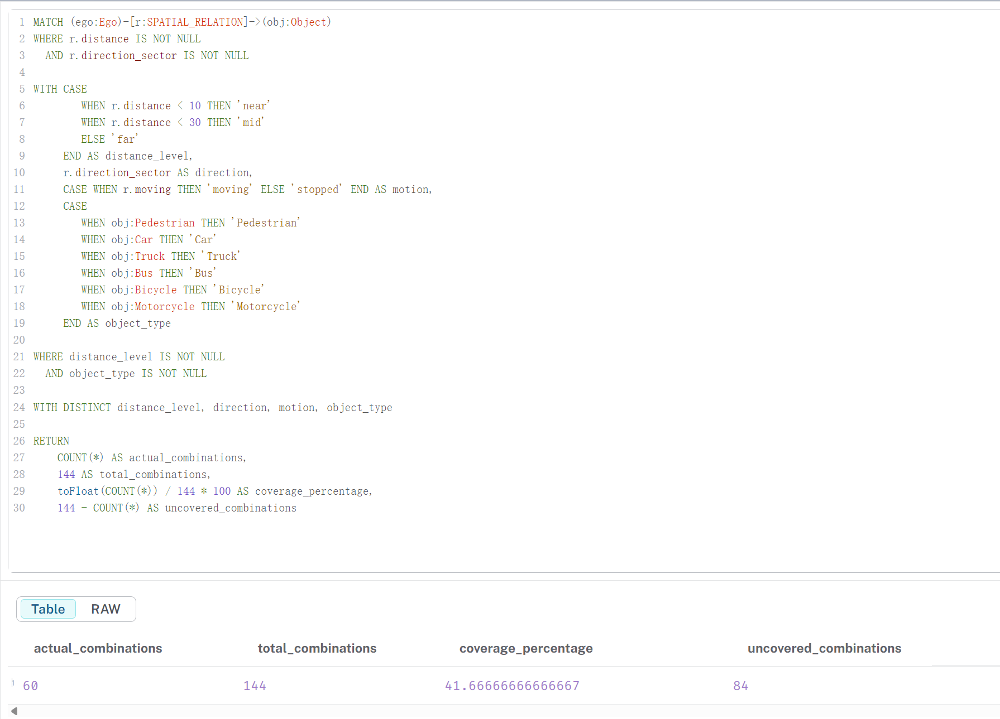 1 MATCH (ego:Ego)-[r:SPATIAL_RELATION]->(obj:Object)
2 WHERE r.distance IS NOT NULL
3   AND r.direction_sector IS NOT NULL
4
5 WITH CASE
6         WHEN r.distance < 10 THEN 'near'
7         WHEN r.distance < 30 THEN 'mid'
8         ELSE 'far'
9      END AS distance_level,
10      r.direction_sector AS direction,
11      CASE WHEN r.moving THEN 'moving' ELSE 'stopped' END AS motion,
12      CASE
13         WHEN obj:Pedestrian THEN 'Pedestrian'
14         WHEN obj:Car THEN 'Car'
15         WHEN obj:Truck THEN 'Truck'
16         WHEN obj:Bus THEN 'Bus'
17         WHEN obj:Bicycle THEN 'Bicycle'
18         WHEN obj:Motorcycle THEN 'Motorcycle'
19      END AS object_type
20
21 WHERE distance_level IS NOT NULL
22   AND object_type IS NOT NULL
23
24 WITH DISTINCT distance_level, direction, motion, object_type
25
26 RETURN
27     COUNT(*) AS actual_combinations,
28     144 AS total_combinations,
29     toFloat(COUNT(*)) / 144 * 100 AS coverage_percentage,
30     144 - COUNT(*) AS uncovered_combinations
Table RAW
actual_combinations total_combinations coverage_percentage uncovered_combinations
60 144 41.66666666666667 84